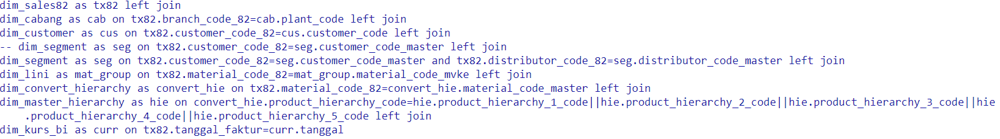 dim_sales82 as tx82 left join
dim_cabang as cab on tx82.branch_code_82=cab.plant_code left join
dim_customer as cus on tx82.customer_code_82=cus.customer_code left join
-- dim_segment as seg on tx82.customer_code_82=seg.customer_code_master left join
dim_segment as seg on tx82.customer_code_82=seg.customer_code_master and tx82.distributor_code_82=seg.distributor_code_master left join
dim_lini as mat_group on tx82.material_code_82=mat_group.material_code_mvke left join
dim_convert_hierarchy as convert_hie on tx82.material_code_82=convert_hie.material_code_master left join
dim_master_hierarchy as hie on convert_hie.product_hierarchy_code=hie.product_hierarchy_1_code||hie.product_hierarchy_2_code||hie.product_hierarchy_3_code||hie
.product_hierarchy_4_code||hie.product_hierarchy_5_code left join
dim_kurs_bi as curr on tx82.tanggal_faktur=curr.tanggal